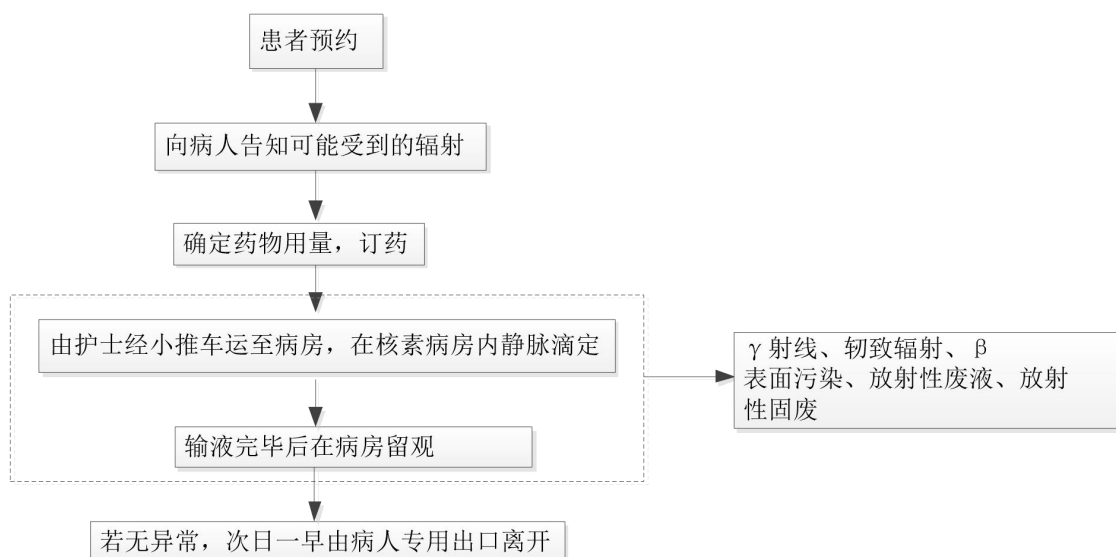 患者预约
向病人告知可能受到的辐射
确定药物用量，订药
由护士经小推车运至病房，在核素病房内静脉滴定
γ射线、轫致辐射、β
表面污染、放射性废液、放射
性固废
输液完毕后在病房留观
若无异常，次日一早由病人专用出口离开